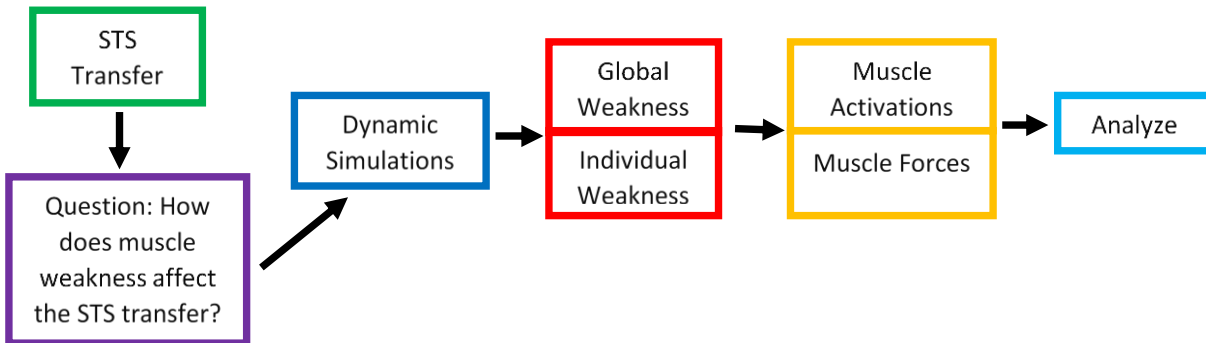 STS
Transfer
Question: How
does muscle
weakness affect
the STS transfer?
Dynamic
Simulations
Global
Weakness
Individual
Weakness
Muscle
Activations
Muscle Forces
Analyze